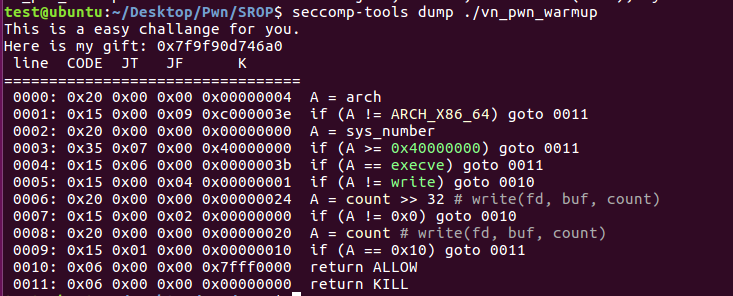 test@ubuntu:~/Desktop/Pwn/SROP$ seccomp-tools dump ./vn_pwn_warmup
This is a easy challange for you.
Here is my gift: 0x7f9f90d746a0
 line  CODE  JT   JF      K
=================================
 0000: 0x20 0x00 0x00 0x00000004  A = arch
 0001: 0x15 0x00 0x09 0xc000003e  if (A != ARCH_X86_64) goto 0011
 0002: 0x20 0x00 0x00 0x00000000  A = sys_number
 0003: 0x35 0x07 0x00 0x40000000  if (A >= 0x40000000) goto 0011
 0004: 0x15 0x06 0x00 0x0000003b  if (A == execve) goto 0011
 0005: 0x15 0x00 0x04 0x00000001  if (A != write) goto 0010
 0006: 0x20 0x00 0x00 0x00000024  A = count >> 32 # write(fd, buf, count)
 0007: 0x15 0x00 0x02 0x00000000  if (A != 0x0) goto 0010
 0008: 0x20 0x00 0x00 0x00000020  A = count # write(fd, buf, count)
 0009: 0x15 0x01 0x00 0x00000010  if (A == 0x10) goto 0011
 0010: 0x06 0x00 0x00 0x7fff0000  return ALLOW
 0011: 0x06 0x00 0x00 0x00000000  return KILL